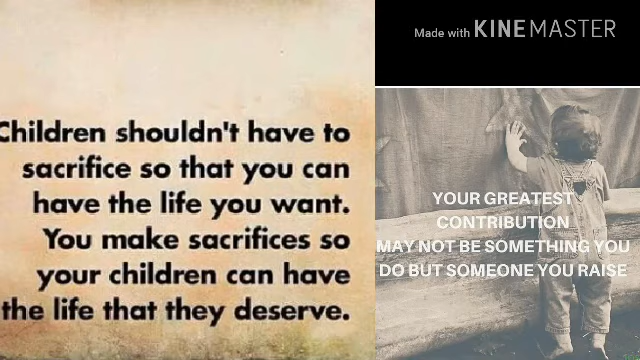 Children shouldn't have to
sacrifice so that you can
have the life you want.
You make sacrifices so
your children can have
the life that they deserve.
Made with KINEMASTER
YOUR GREATEST
CONTRIBUTION
MAY NOT BE SOMETHING YOU
DO BUT SOMEONE YOU RAISE